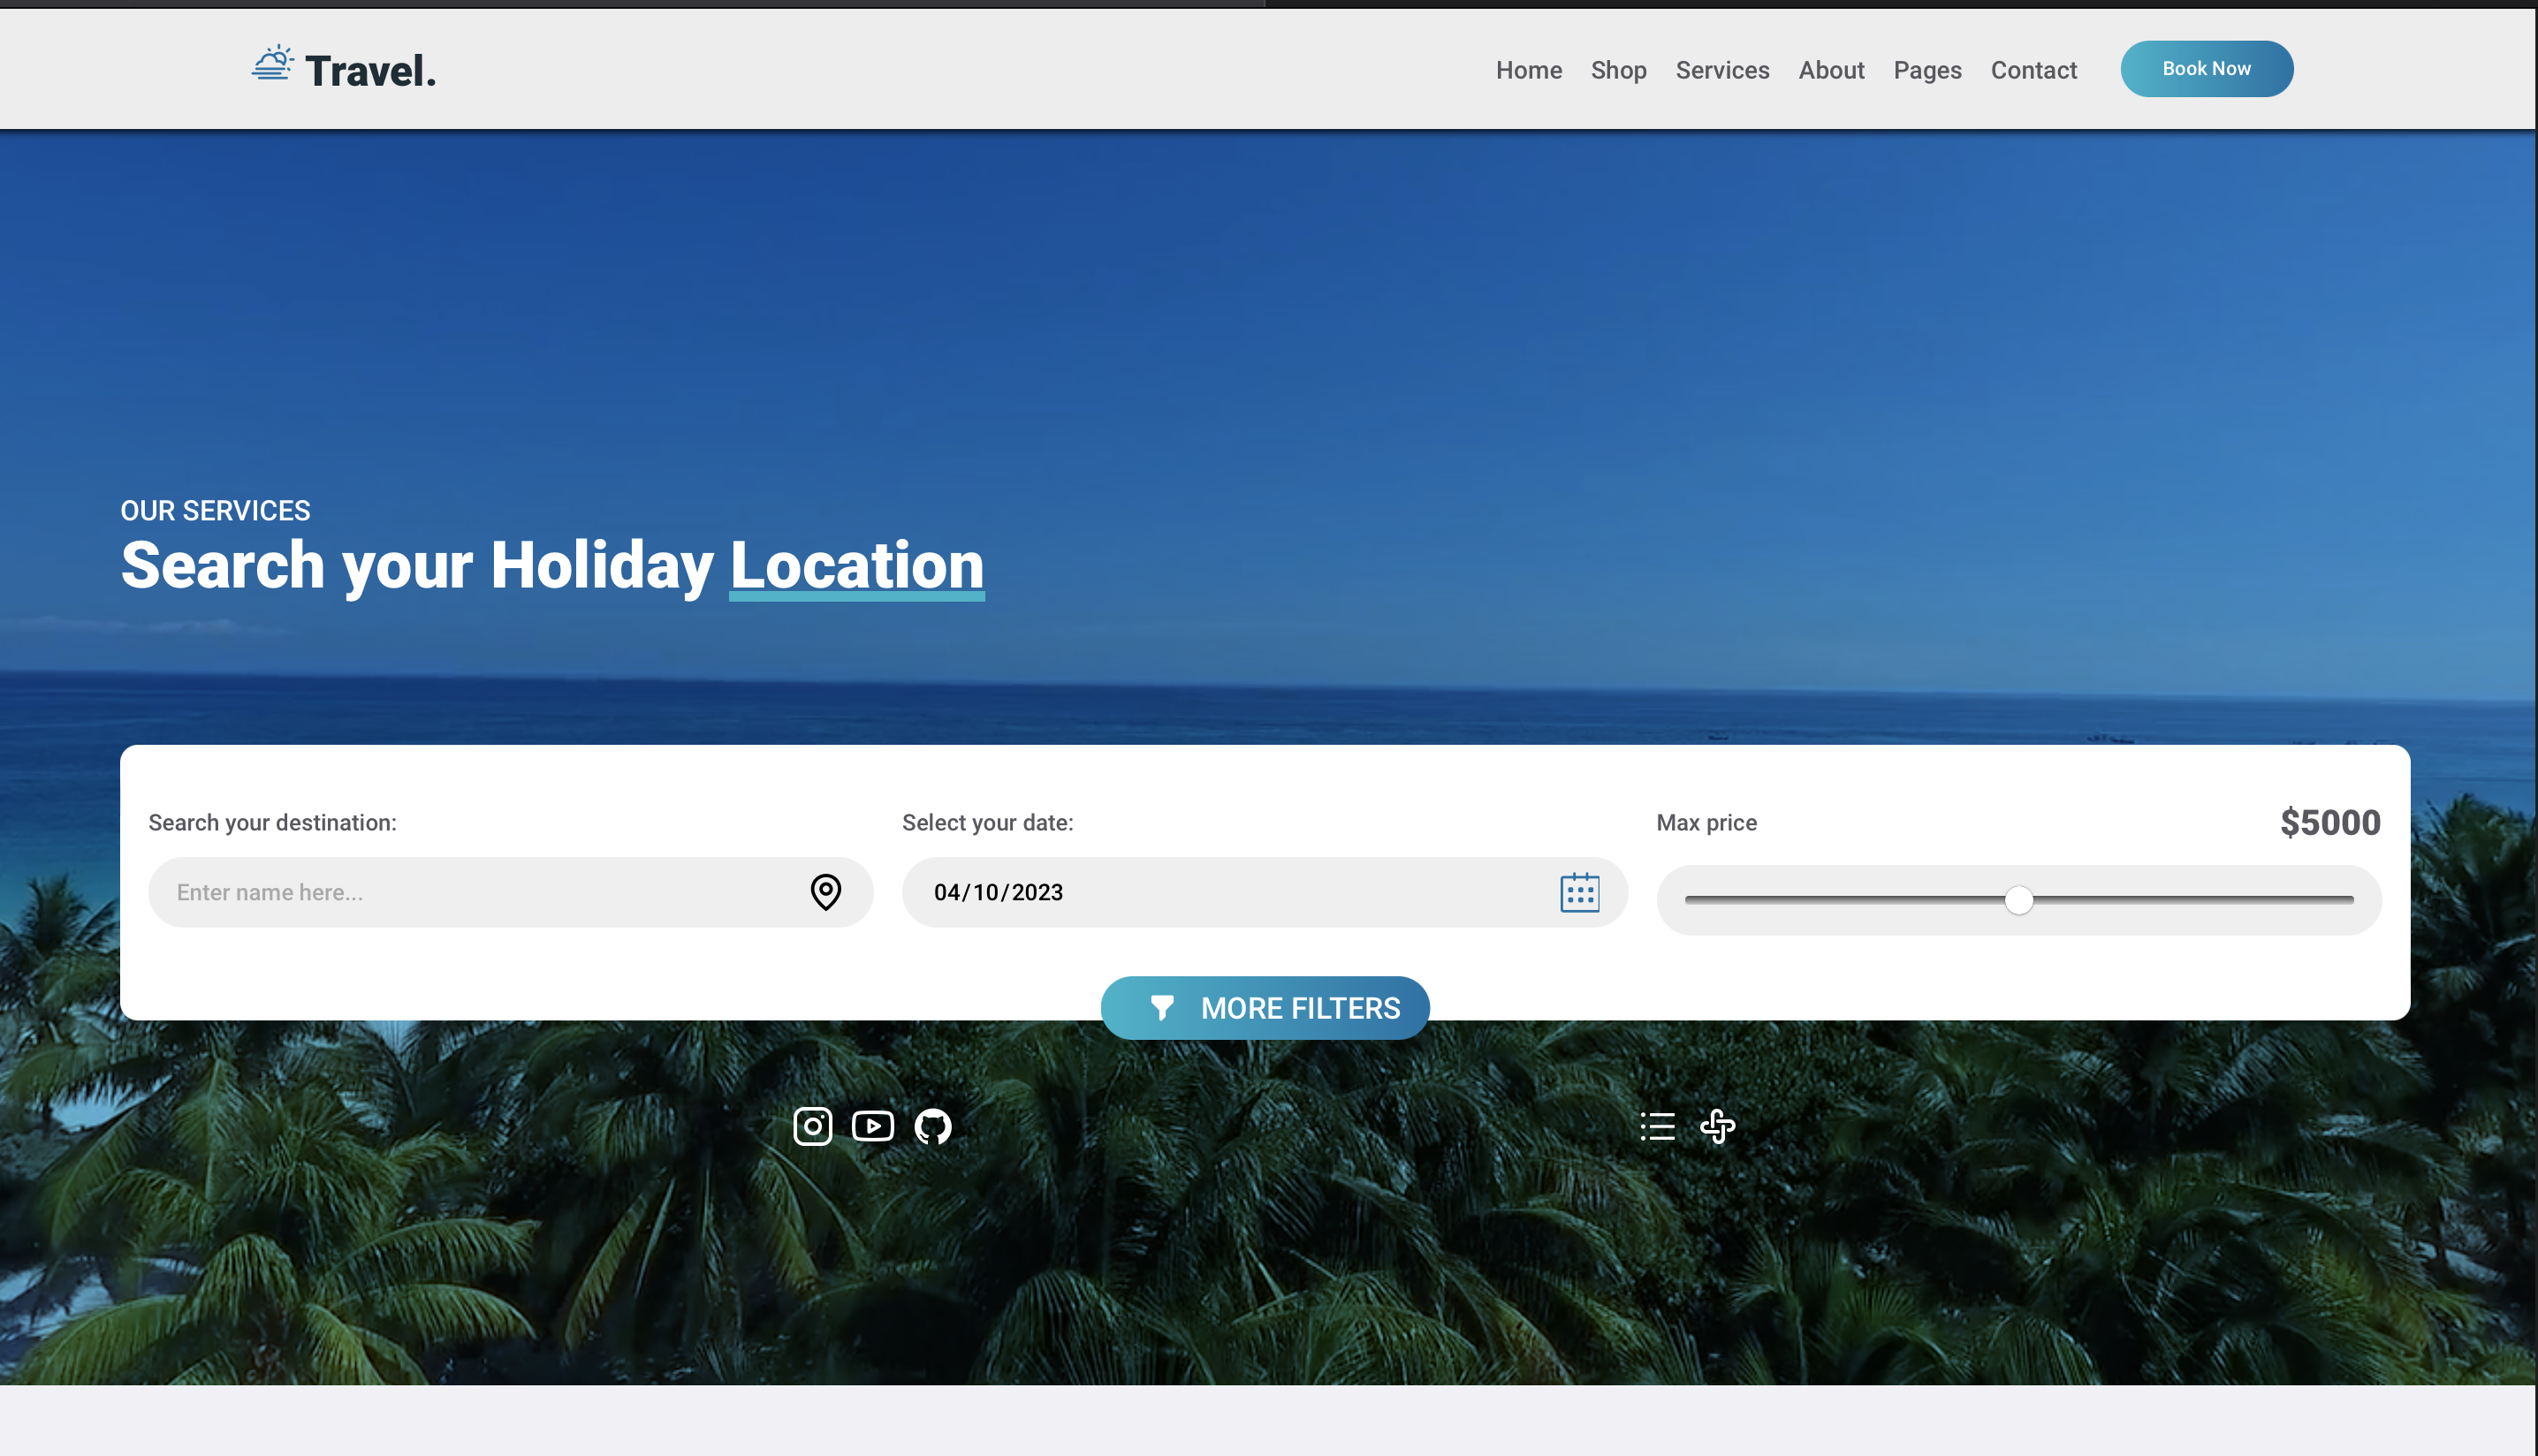 Travel.
Home Shop Services About Pages Contact Book Now
OUR SERVICES
Search your Holiday Location
Search your destination: Select your date: Max price $5000
Enter name here... 04/10/2023
MORE FILTERS